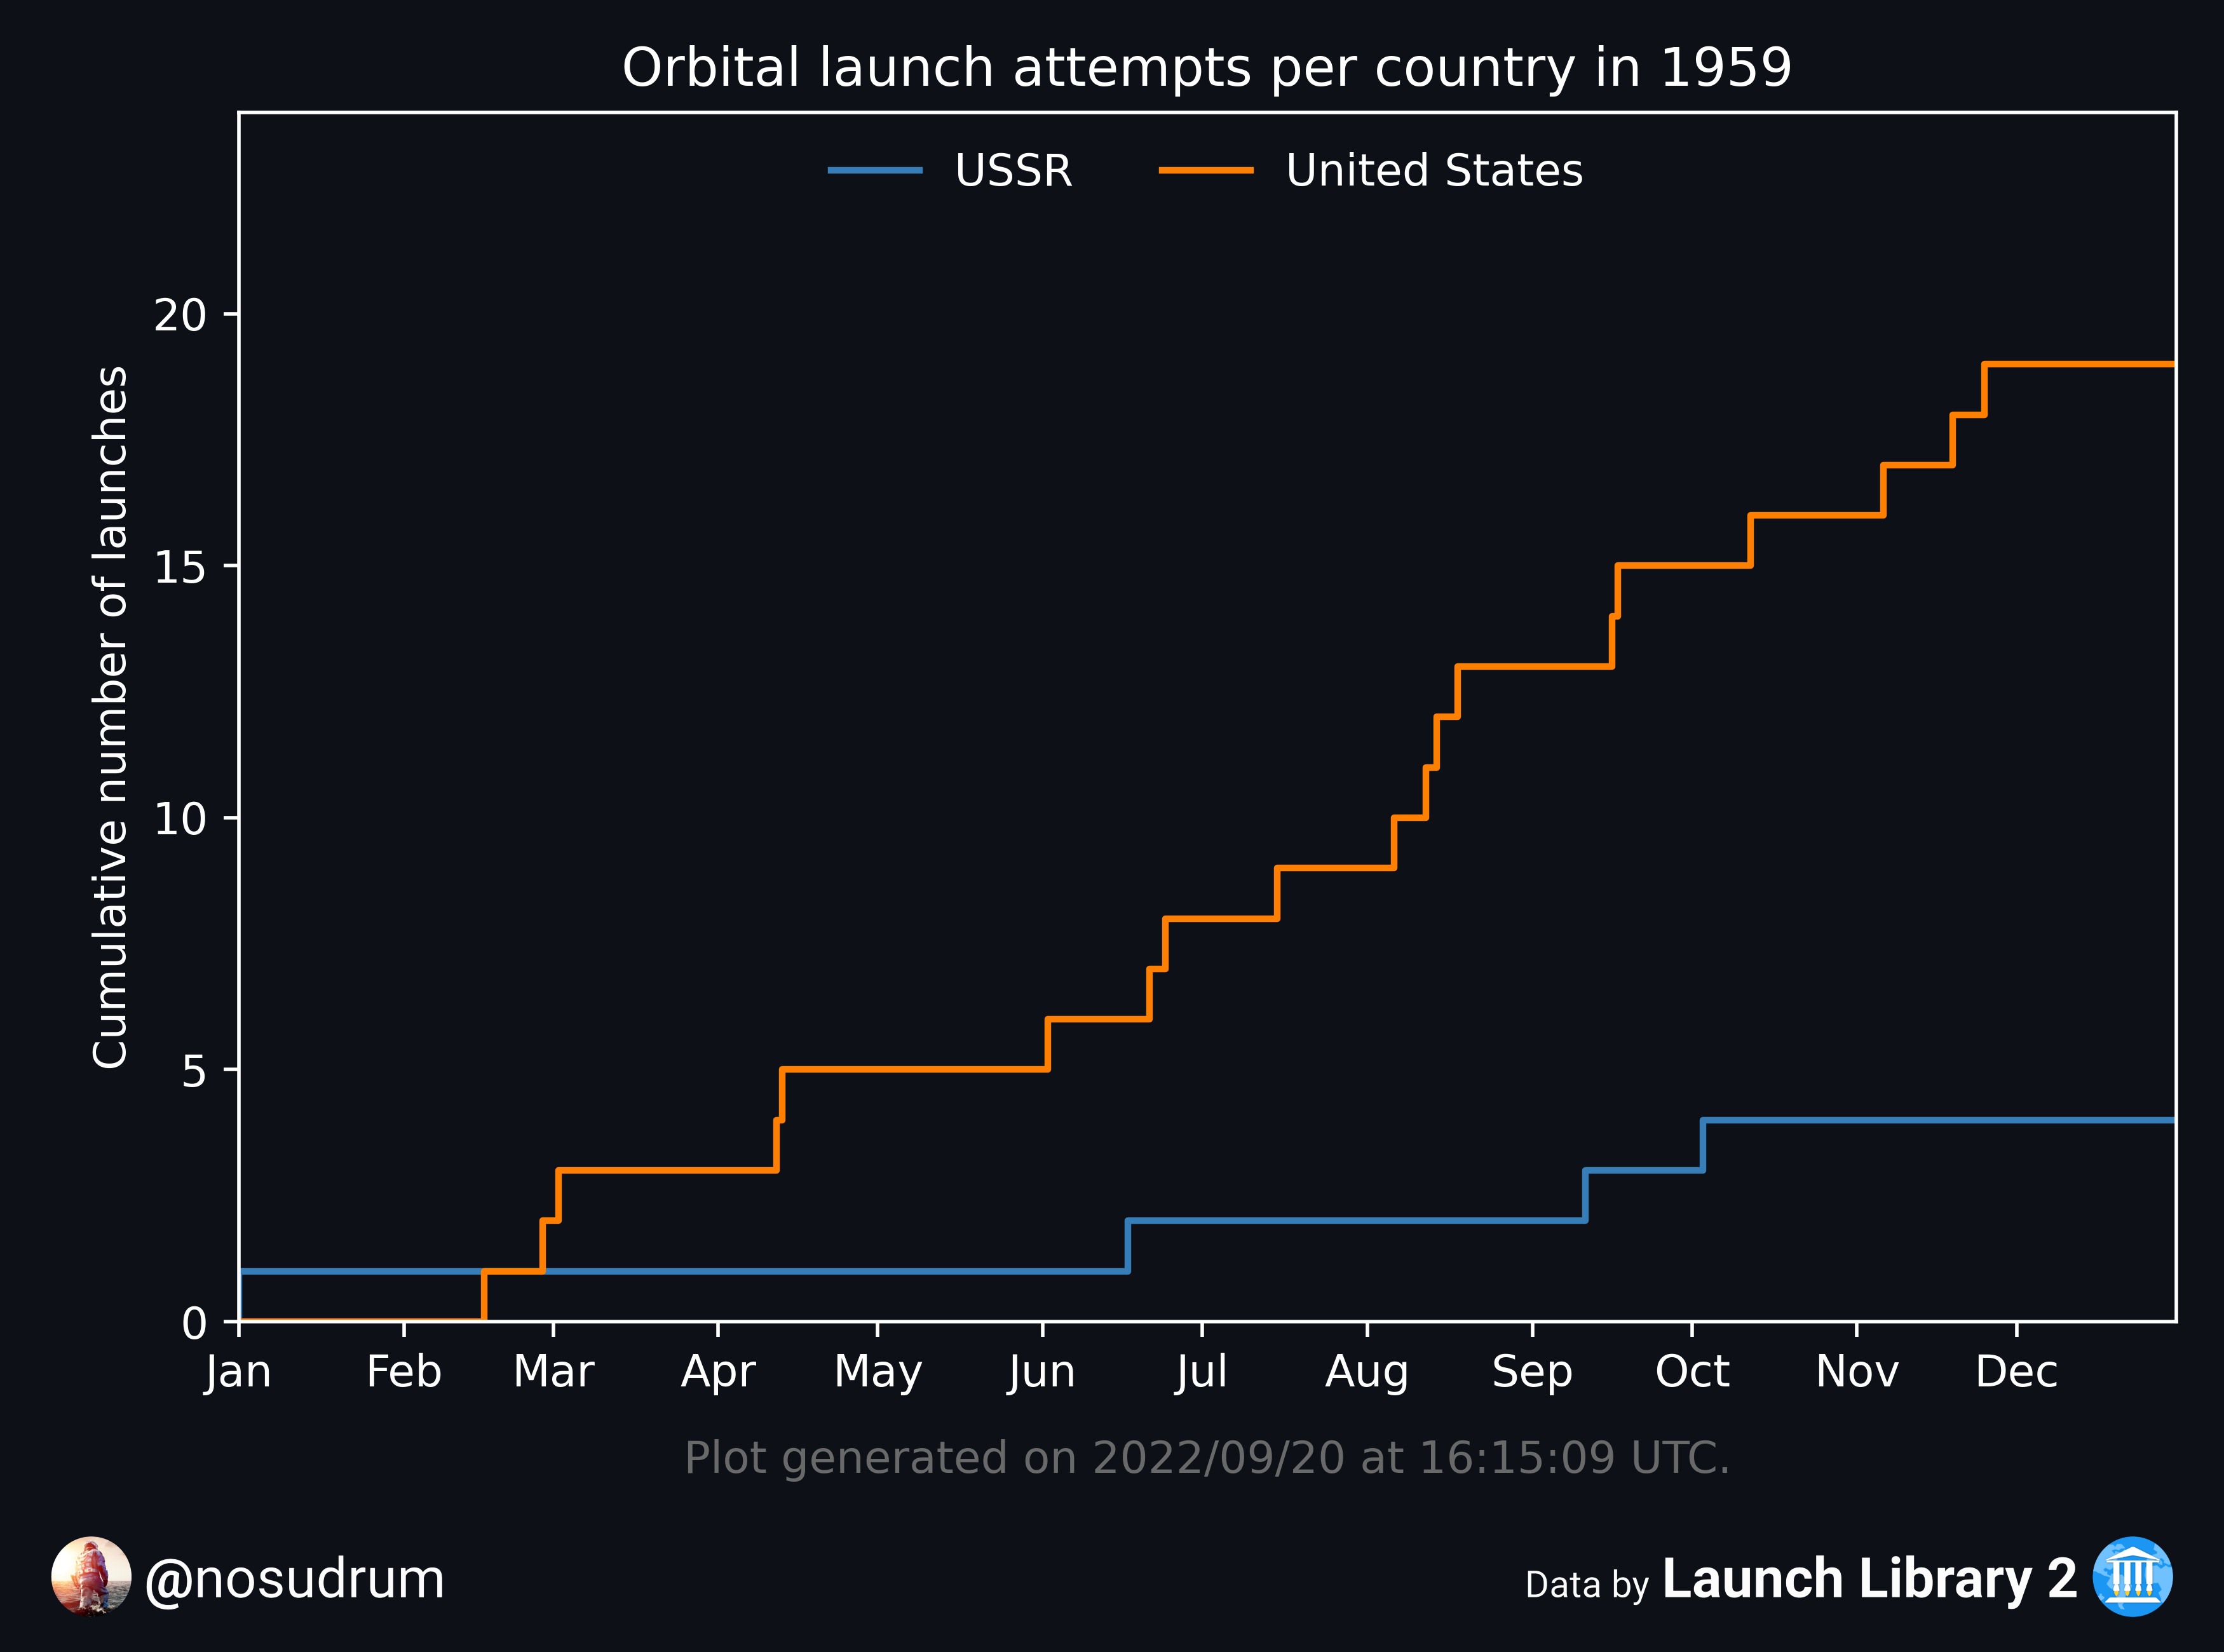 Orbital launch attempts per country in 1959
USSR
United States
Cumulative number of launches
20
15
10
5
0
Jan Feb Mar Apr May Jun Jul Aug Sep Oct Nov Dec
Plot generated on 2022/09/20 at 16:15:09 UTC.
@nosudrum
Data by Launch Library 2